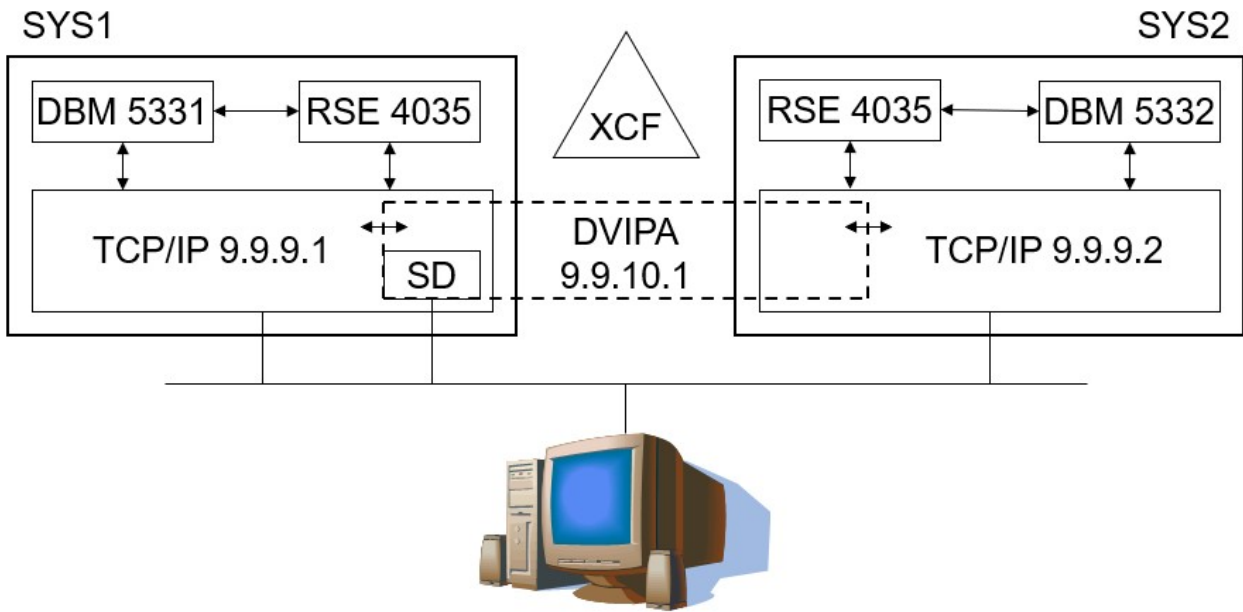 SYS1
SYS2
DBM 5331
RSE 4035
XCF
RSE 4035
DBM 5332
TCP/IP 9.9.9.1
SD
DVIPA
9.9.10.1
TCP/IP 9.9.9.2